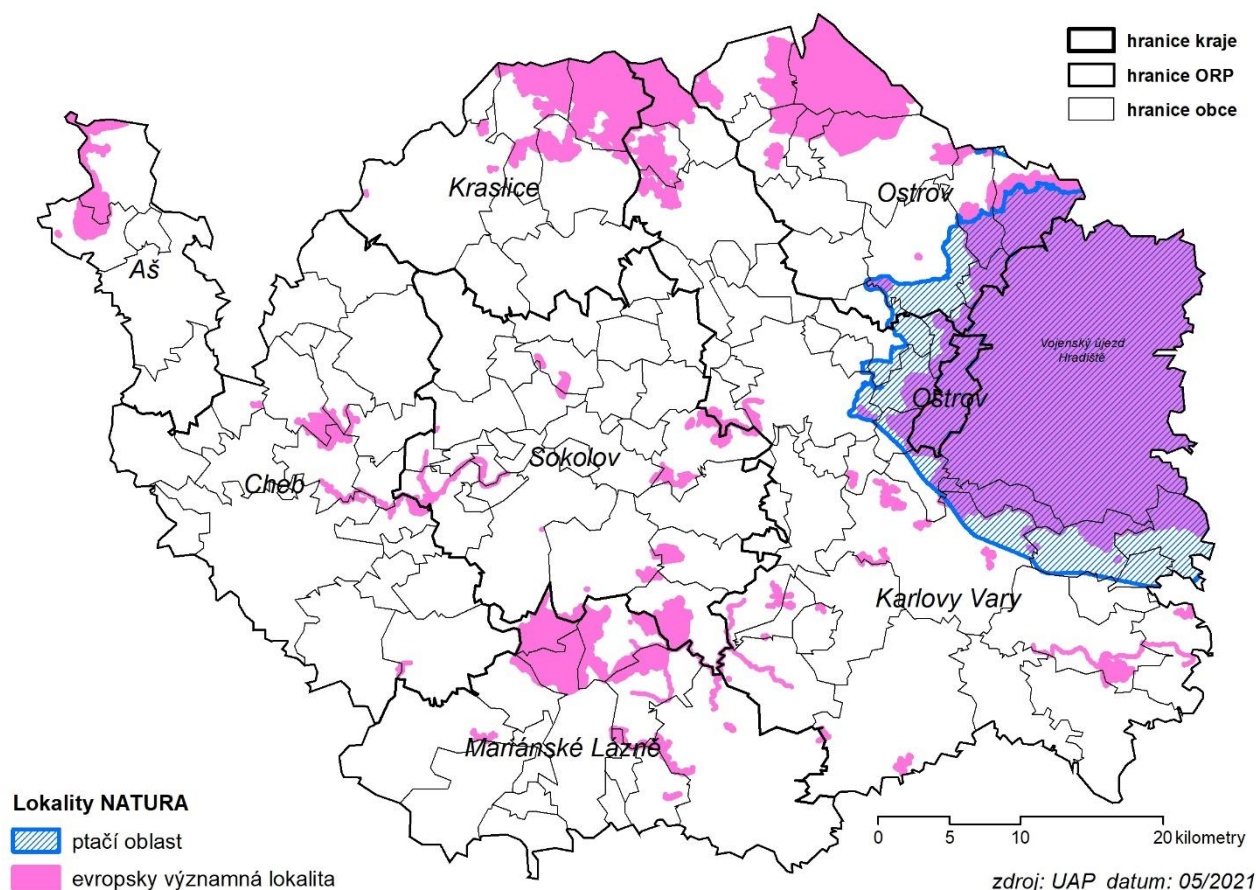 hranice kraje
hranice ORP
hranice obce
Kraslice
Ostrov
Aš
Vojenský újezd
Hradiště
Ostrov
Sokolov
Cheb
Karlovy Vary
Mariánské Lázně
Lokality NATURA
ptačí oblast
evropsky významná lokalita
0 5 10 20 kilometry
zdroj: UAP datum: 05/2021